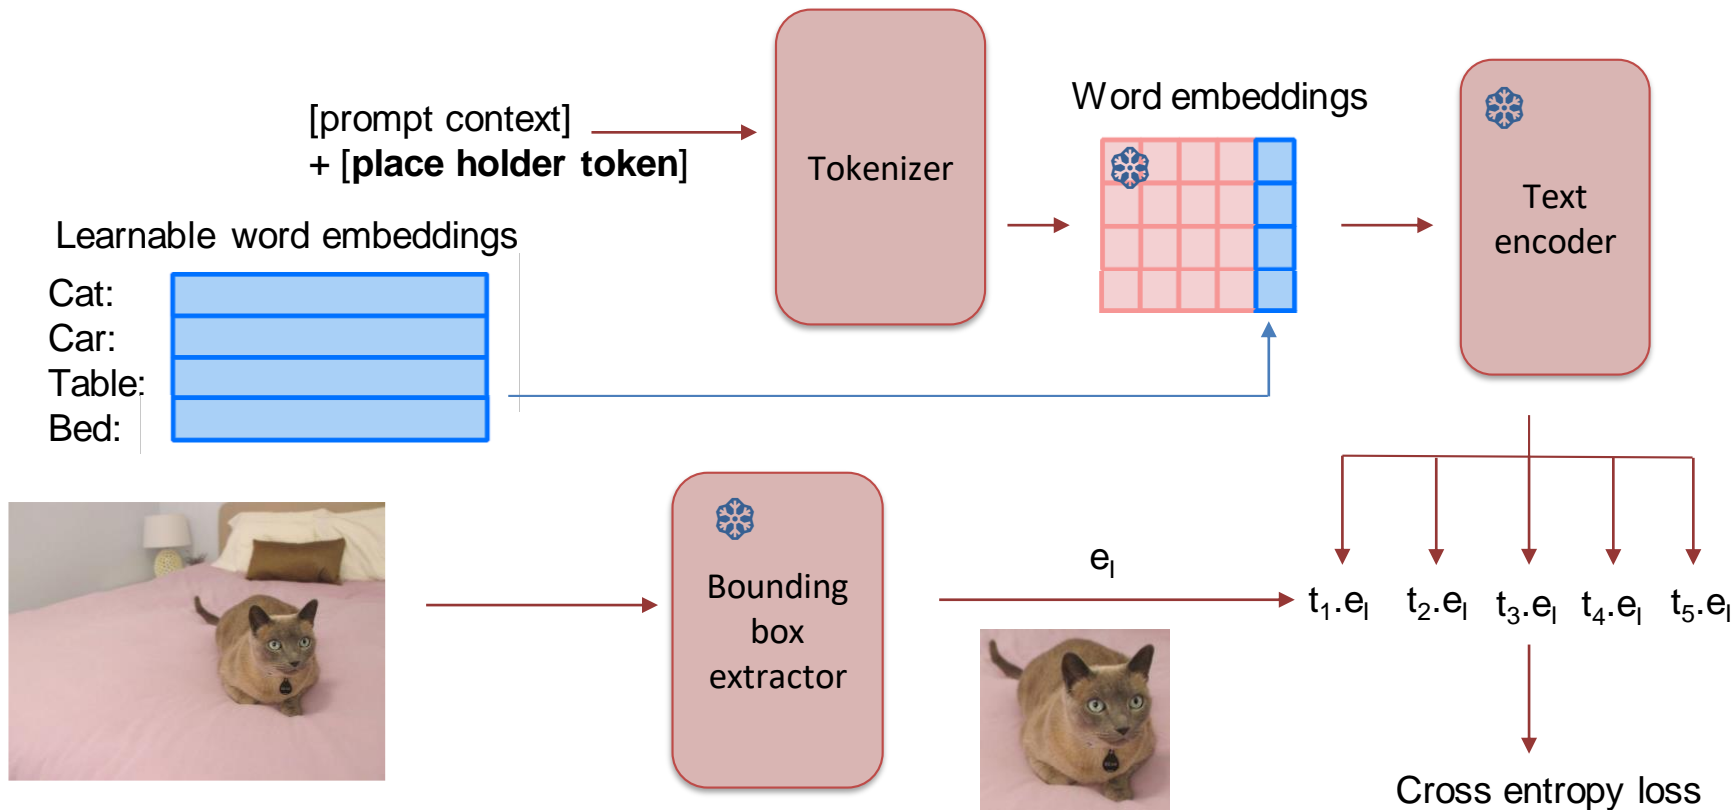 [prompt context]
+ [place holder token]
Tokenizer
Word embeddings
Text
encoder
Learnable word embeddings
Cat:
Car:
Table:
Bed:
Bounding
box
extractor
eₗ
t₁.eₗ t₂.eₗ t₃.eₗ t₄.eₗ t₅.eₗ
Cross entropy loss